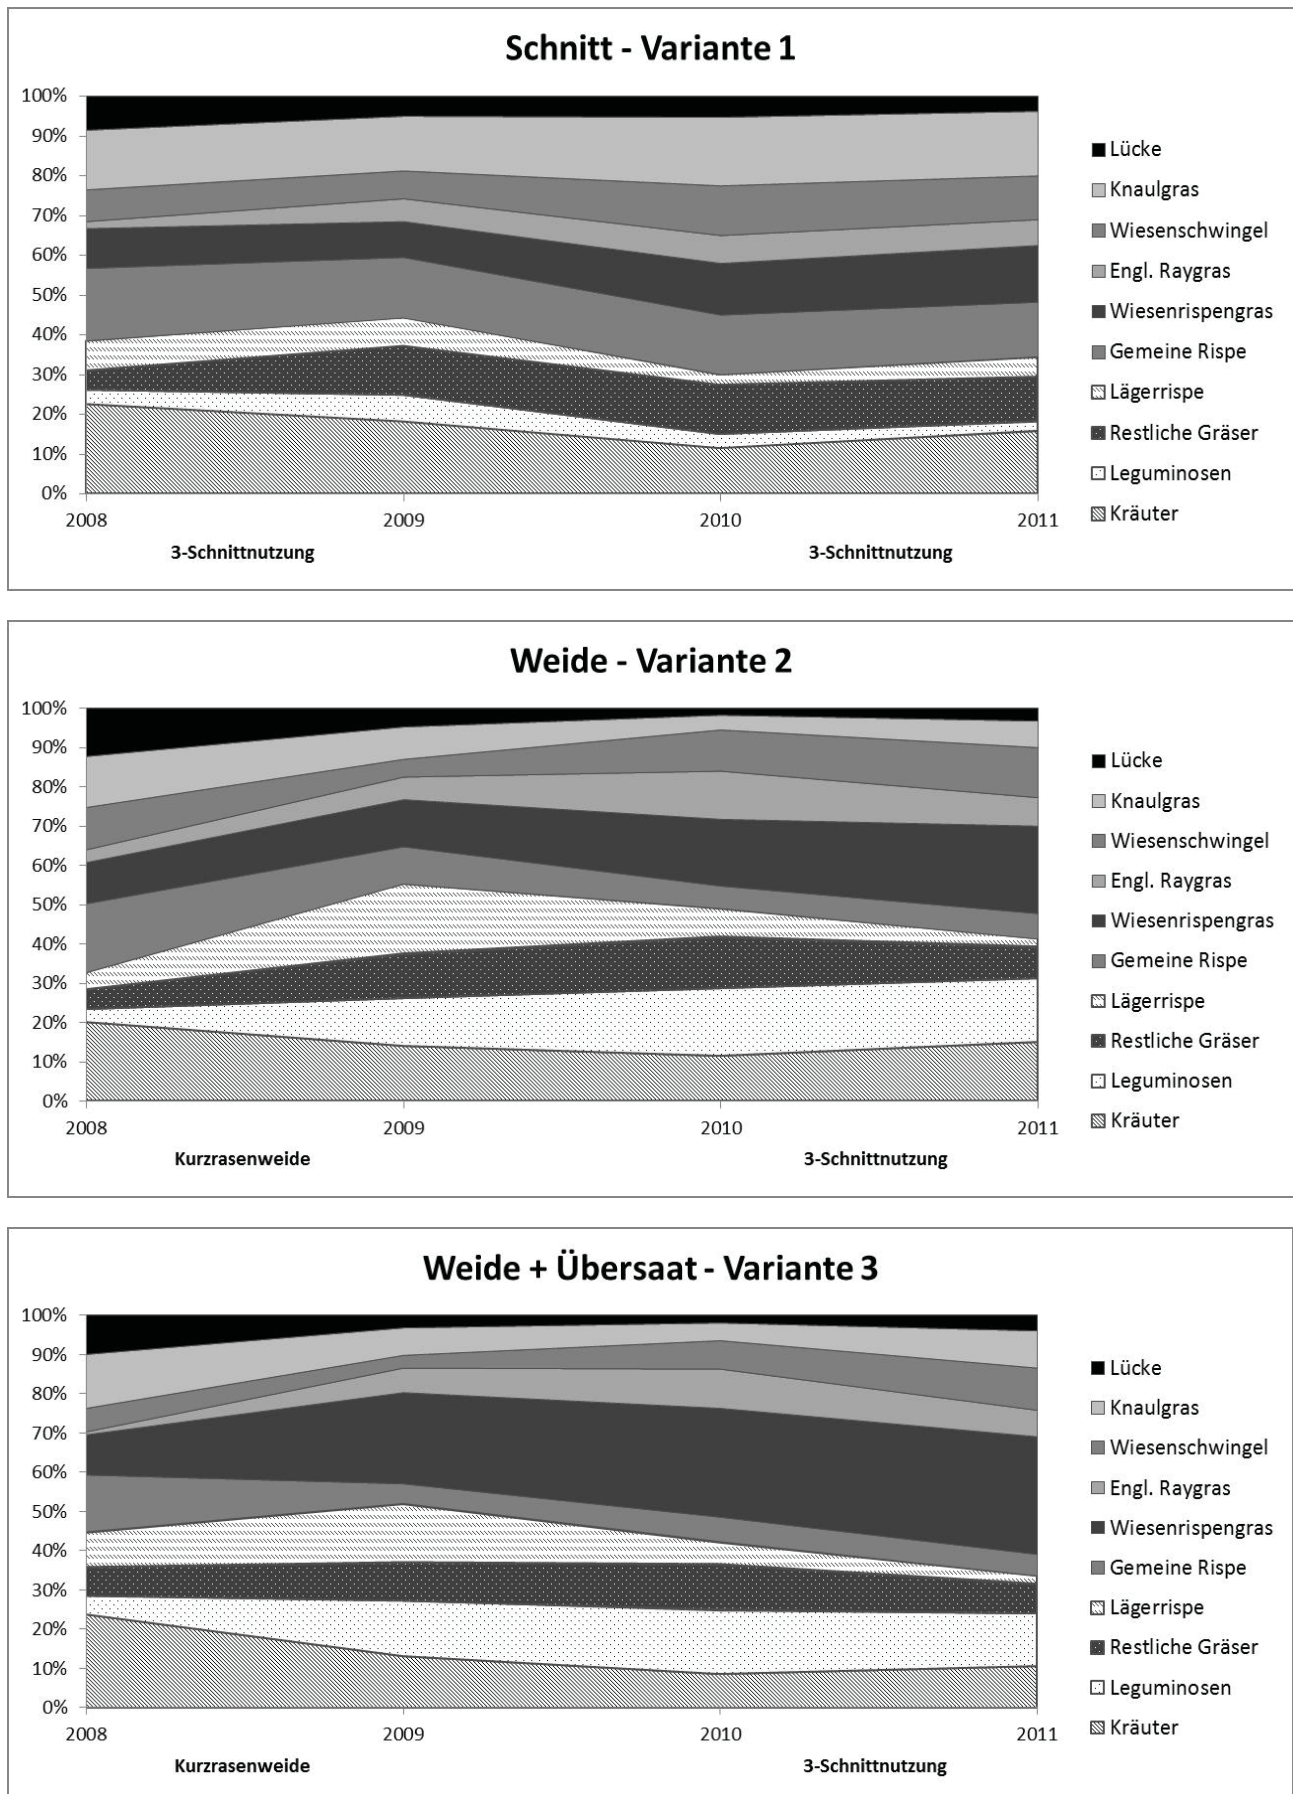 Schnitt - Variante 1
100%
90%
80%
70%
60%
50%
40%
30%
20%
10%
0%
2008 2009 2010 2011
3-Schnittnutzung 3-Schnittnutzung
Lücke
Knaulgras
Wiesenschwingel
Engl. Raygras
Wiesenrispengras
Gemeine Rispe
Lägerrispe
Restliche Gräser
Leguminosen
Kräuter
Weide - Variante 2
100%
90%
80%
70%
60%
50%
40%
30%
20%
10%
0%
2008 2009 2010 2011
Kurzrasenweide 3-Schnittnutzung
Lücke
Knaulgras
Wiesenschwingel
Engl. Raygras
Wiesenrispengras
Gemeine Rispe
Lägerrispe
Restliche Gräser
Leguminosen
Kräuter
Weide + Übersaat - Variante 3
100%
90%
80%
70%
60%
50%
40%
30%
20%
10%
0%
2008 2009 2010 2011
Kurzrasenweide 3-Schnittnutzung
Lücke
Knaulgras
Wiesenschwingel
Engl. Raygras
Wiesenrispengras
Gemeine Rispe
Lägerrispe
Restliche Gräser
Leguminosen
Kräuter